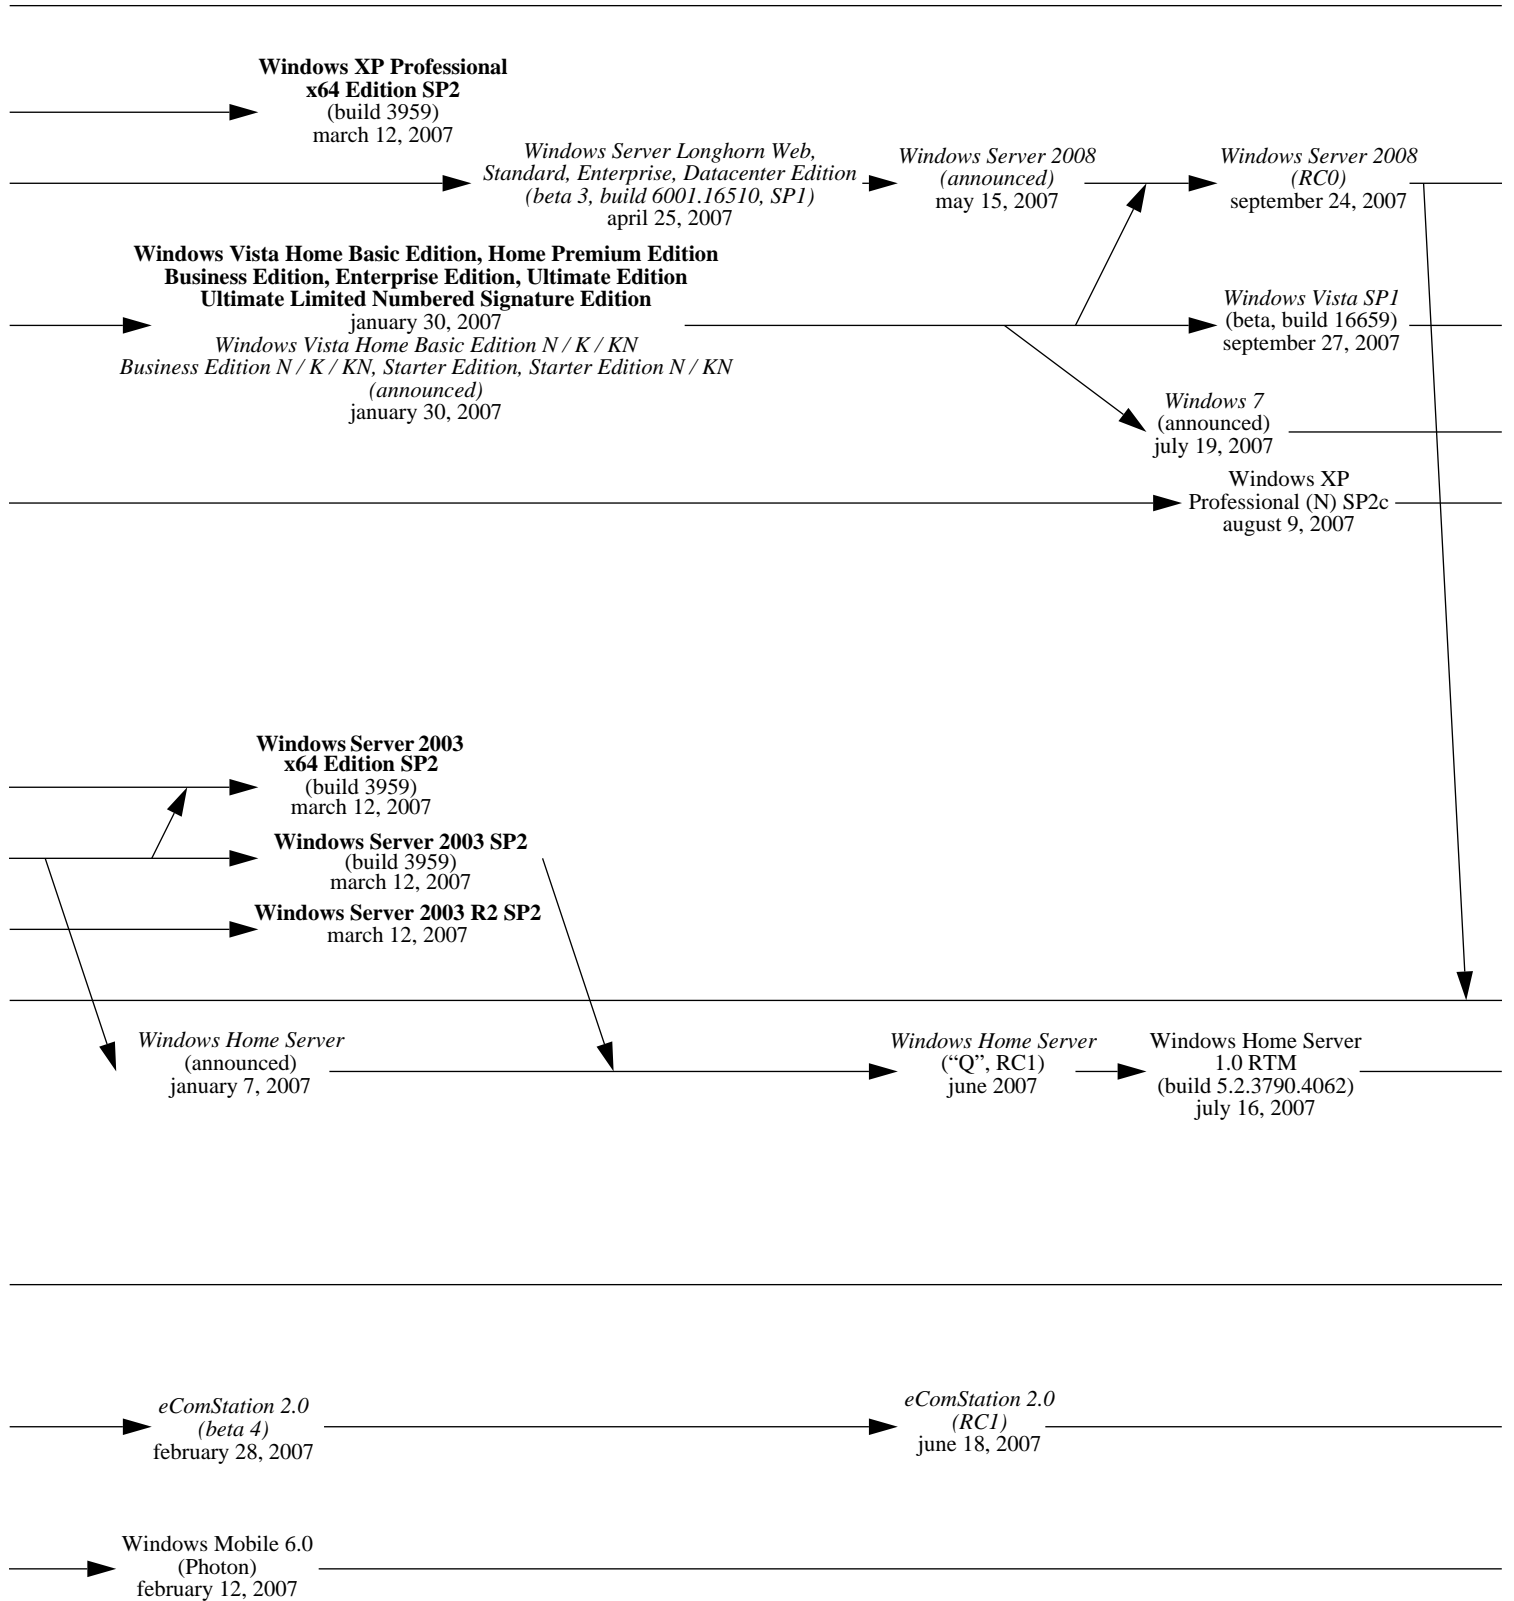 Windows XP Professional
x64 Edition SP2
(build 3959)
march 12, 2007
Windows Server Longhorn Web,
Standard, Enterprise, Datacenter Edition
(beta 3, build 6001.16510, SP1)
april 25, 2007
Windows Server 2008
(announced)
may 15, 2007
Windows Server 2008
(RC0)
september 24, 2007
Windows Vista Home Basic Edition, Home Premium Edition
Business Edition, Enterprise Edition, Ultimate Edition
Ultimate Limited Numbered Signature Edition
january 30, 2007
Windows Vista Home Basic Edition N / K / KN
Business Edition N / K / KN, Starter Edition, Starter Edition N / KN
(announced)
january 30, 2007
Windows Vista SP1
(beta, build 16659)
september 27, 2007
Windows 7
(announced)
july 19, 2007
Windows XP
Professional (N) SP2c
august 9, 2007
Windows Server 2003
x64 Edition SP2
(build 3959)
march 12, 2007
Windows Server 2003 SP2
(build 3959)
march 12, 2007
Windows Server 2003 R2 SP2
march 12, 2007
Windows Home Server
(announced)
january 7, 2007
Windows Home Server
(“Q”, RC1)
june 2007
Windows Home Server
1.0 RTM
(build 5.2.3790.4062)
july 16, 2007
eComStation 2.0
(beta 4)
february 28, 2007
eComStation 2.0
(RC1)
june 18, 2007
Windows Mobile 6.0
(Photon)
february 12, 2007